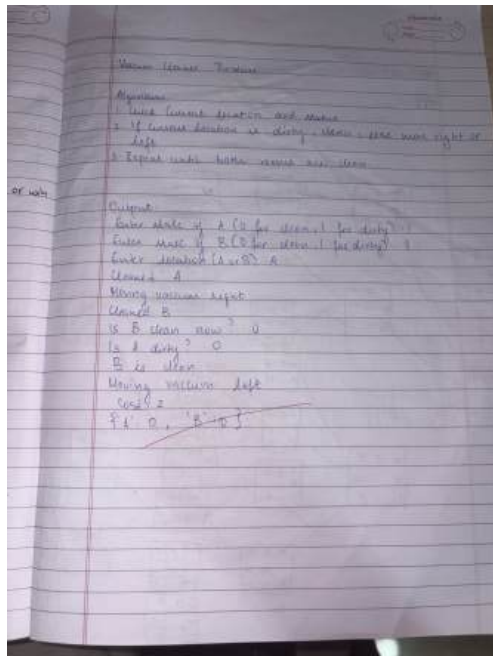 or water
Vacuum Cleaner Problem
Algorithm
1 Check Current location and status
2 If Current location is dirty, clean, else move right or
left
3 Repeat until both rooms are clean
Output
Enter state of A (0 for clean, 1 for dirty) 1
Enter state of B (0 for clean, 1 for dirty) 1
Enter location (A or B) A
Cleaned A
Moving vacuum right
Cleaned B
Is B clean now? 0
Is A dirty? 0
B is clean
Moving vacuum left
Cost 2
{'A' 0, 'B' 0}